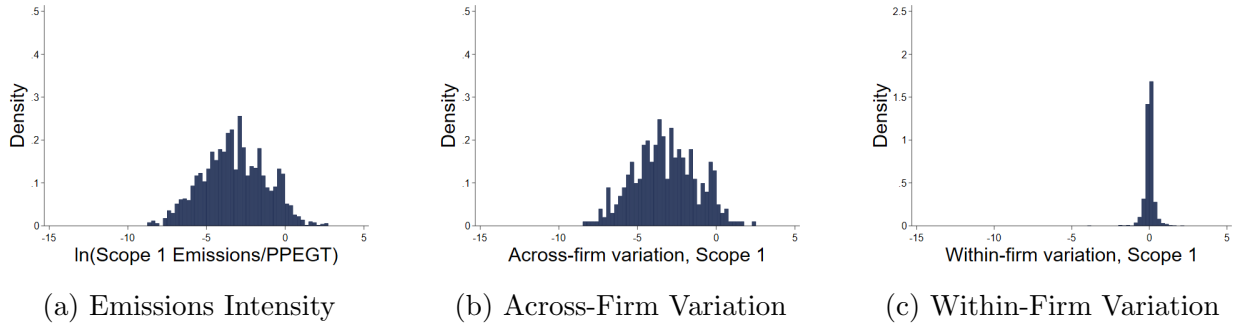 .5
.4
.3
.2
.1
0
Density
-15 -10 -5 0 5
ln(Scope 1 Emissions/PPEGT)
(a) Emissions Intensity
.5
.4
.3
.2
.1
0
Density
-15 -10 -5 0 5
Across-firm variation, Scope 1
(b) Across-Firm Variation
2.5
2
1.5
1
.5
0
Density
-15 -10 -5 0 5
Within-firm variation, Scope 1
(c) Within-Firm Variation